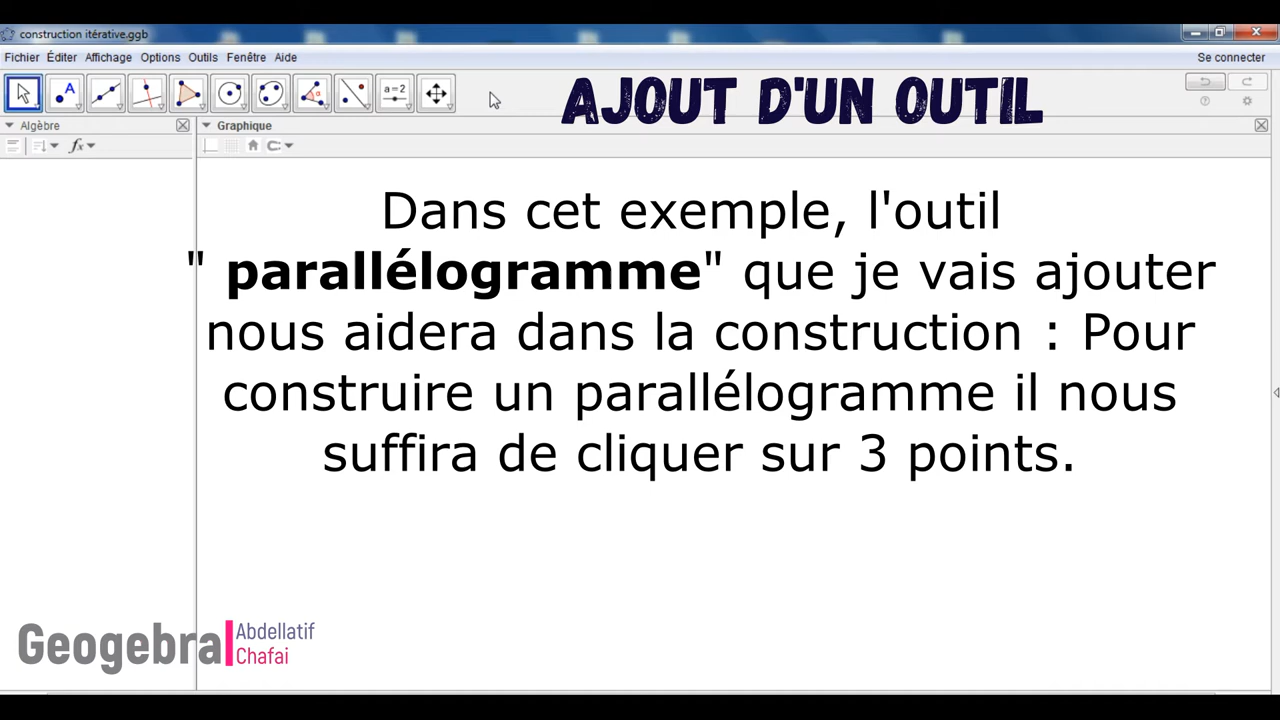 construction itérative.ggb
Fichier Éditer Affichage Options Outils Fenêtre Aide
Se connecter
A
α
a=2
AJOUT D'UN OUTIL
Algèbre
Graphique
fx
Dans cet exemple, l'outil
" parallélogramme" que je vais ajouter
nous aidera dans la construction : Pour
construire un parallélogramme il nous
suffira de cliquer sur 3 points.
Geogebra
Abdellatif
Chafai